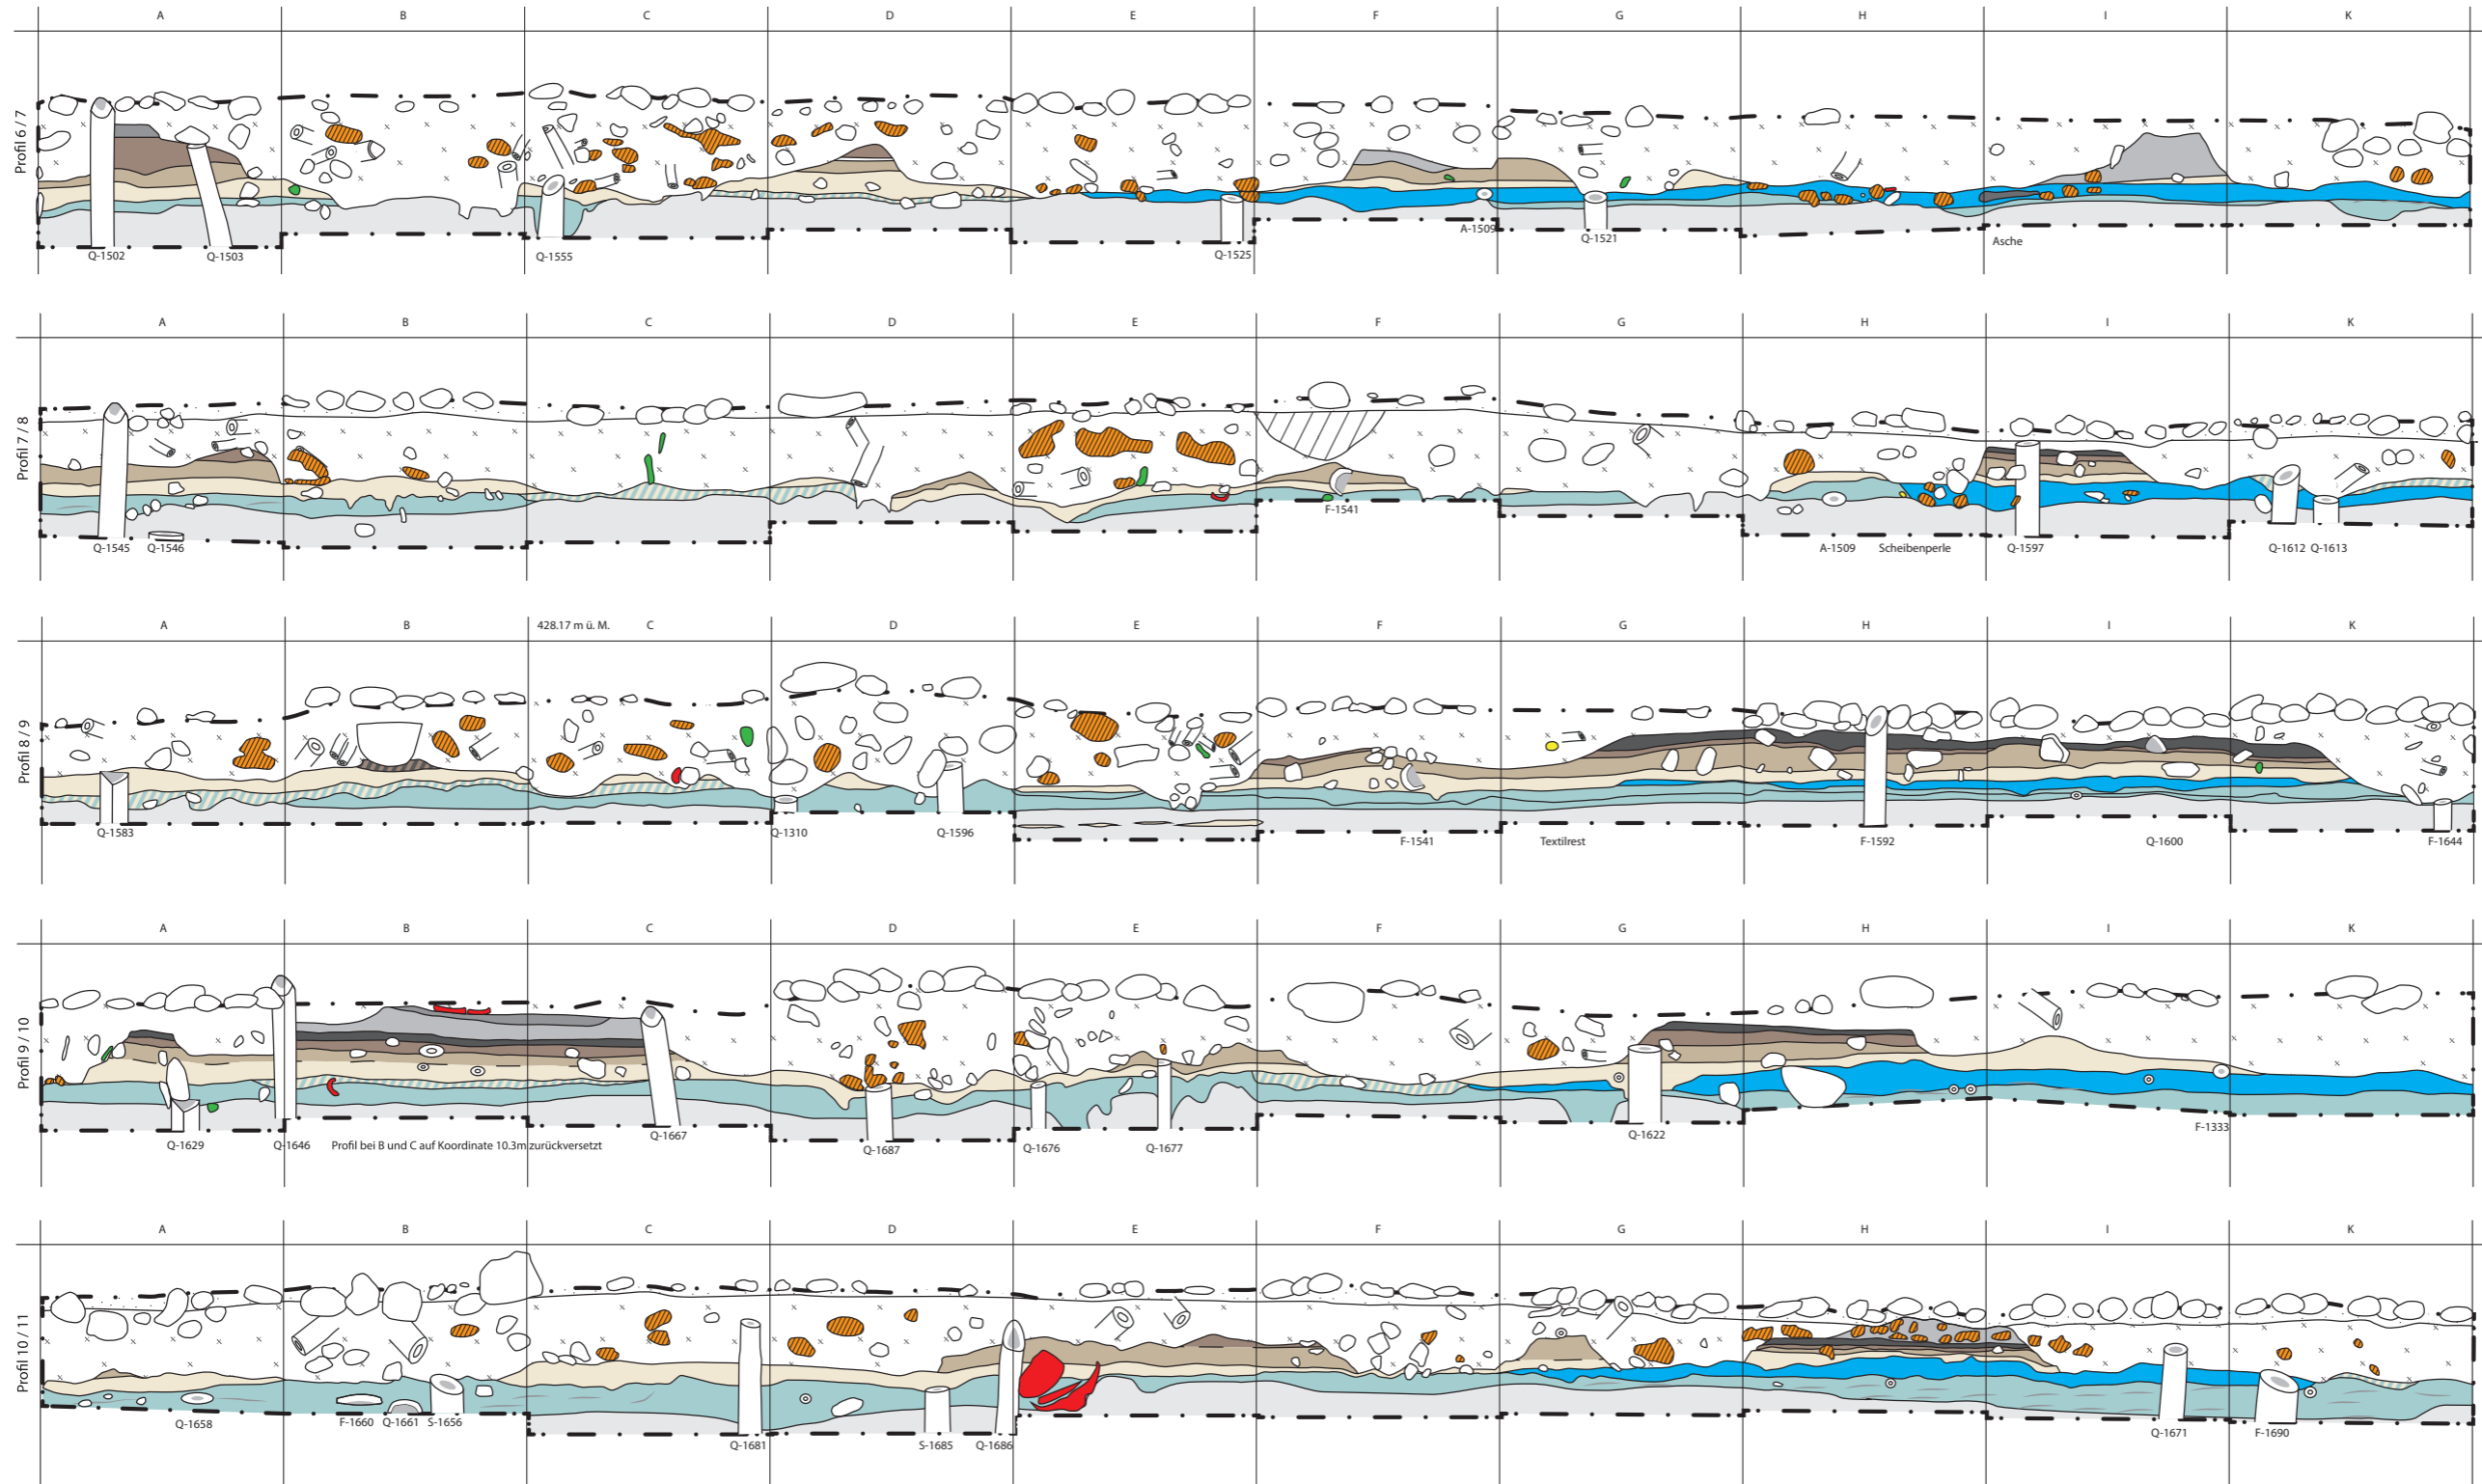 A B C D E F G H I K
Profil 6 / 7
Q-1502 Q-1503 Q-1555 Q-1525 A-1509 Q-1521 Asche
A B C D E F G H I K
Profil 7 / 8
Q-1545 Q-1546 F-1541 A-1509 Scheibenperle Q-1597 Q-1612 Q-1613
A B 428.17 m ü. M. C D E F G H I K
Profil 8 / 9
Q-1583 Q-1310 Q-1596 F-1541 Textilrest F-1592 Q-1600 F-1644
A B C D E F G H I K
Profil 9 / 10
Q-1629 Q-1646 Profil bei B und C auf Koordinate 10.3m zurückversetzt Q-1667 Q-1687 Q-1676 Q-1677 Q-1622 F-1333
A B C D E F G H I K
Profil 10 / 11
Q-1658 F-1660 Q-1661 S-1656 Q-1681 S-1685 Q-1686 Q-1671 F-1690